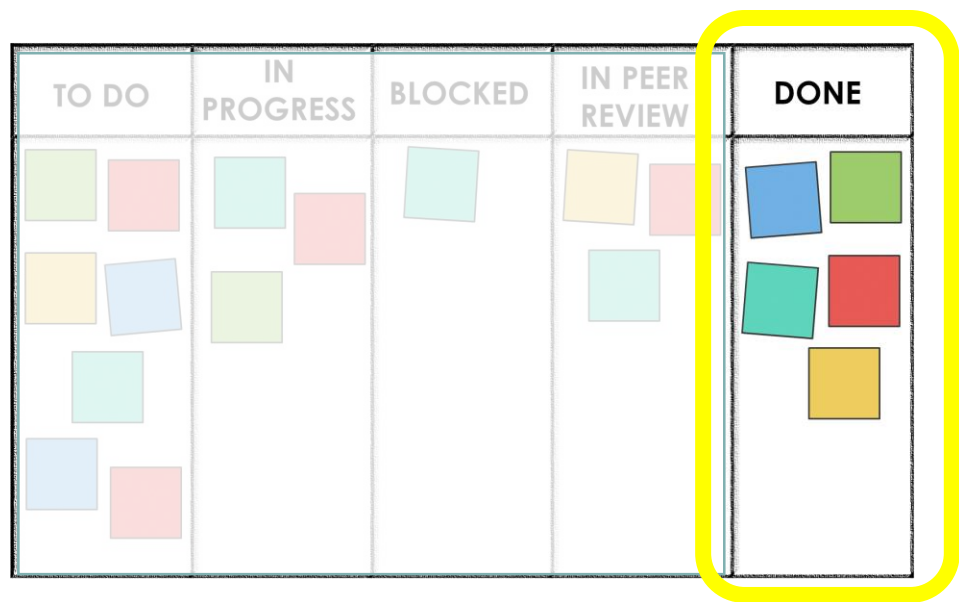 TO DO
IN
PROGRESS
BLOCKED
IN PEER
REVIEW
DONE